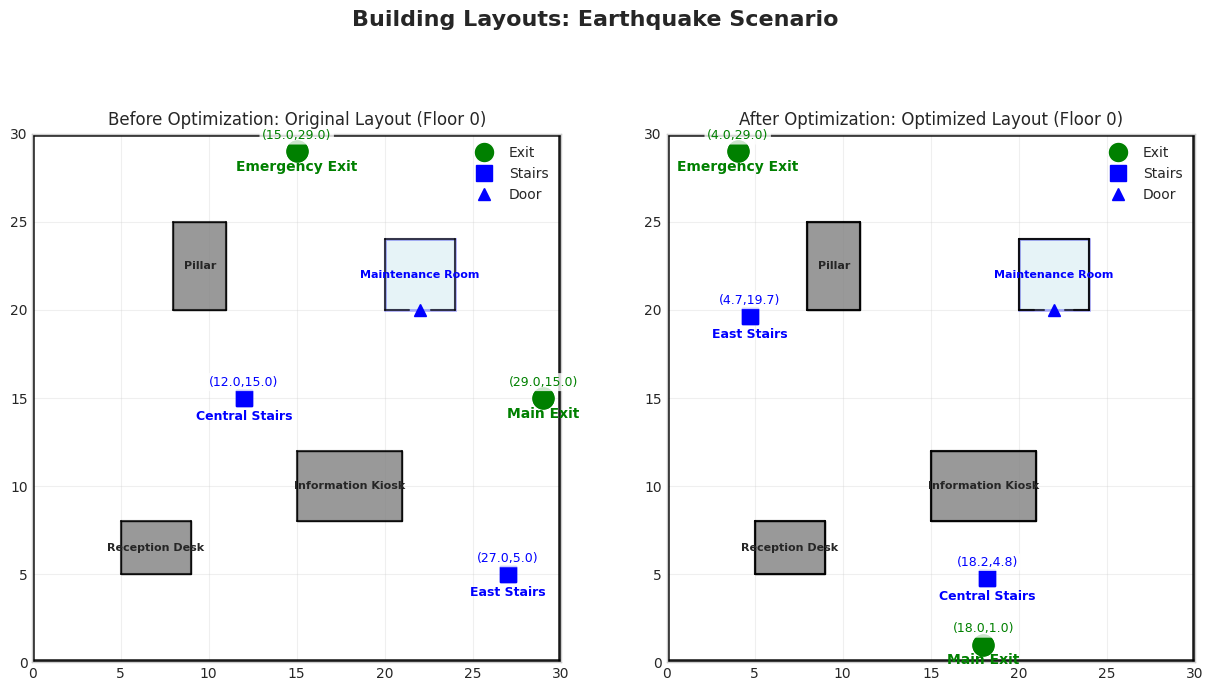 Building Layouts: Earthquake Scenario
Before Optimization: Original Layout (Floor 0)
30
25
20
15
10
5
0
0 5 10 15 20 25 30
(15.0,29.0)
Emergency Exit
Exit
Stairs
Door
Pillar
Maintenance Room
(12.0,15.0)
Central Stairs
(29.0,15.0)
Main Exit
Information Kiosk
Reception Desk
(27.0,5.0)
East Stairs
After Optimization: Optimized Layout (Floor 0)
30
25
20
15
10
5
0
0 5 10 15 20 25 30
(4.0,29.0)
Emergency Exit
Exit
Stairs
Door
Pillar
Maintenance Room
(4.7,19.7)
East Stairs
Information Kiosk
Reception Desk
(18.2,4.8)
Central Stairs
(18.0,1.0)
Main Exit